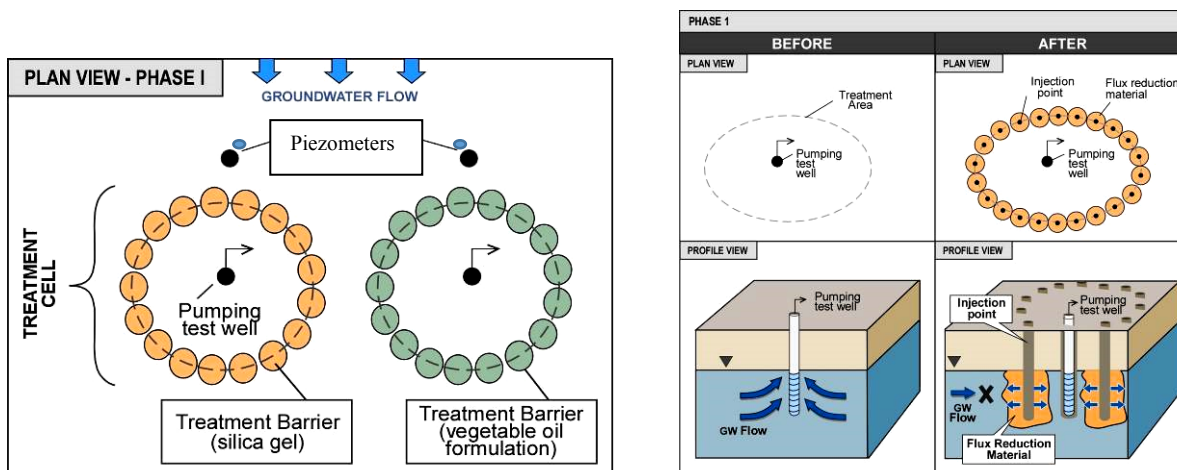 PLAN VIEW - PHASE I
GROUNDWATER FLOW
Piezometers
TREATMENT
CELL
Pumping
test well
Treatment Barrier
(silica gel)
Treatment Barrier
(vegetable oil
formulation)
PHASE 1
BEFORE
AFTER
PLAN VIEW
Treatment
Area
Pumping
test
well
PLAN VIEW
Injection
point
Flux reduction
material
Pumping
test
well
PROFILE VIEW
Pumping
test well
GW Flow
PROFILE VIEW
Injection
point
Pumping
test well
GW
Flow
X
Flux Reduction
Material